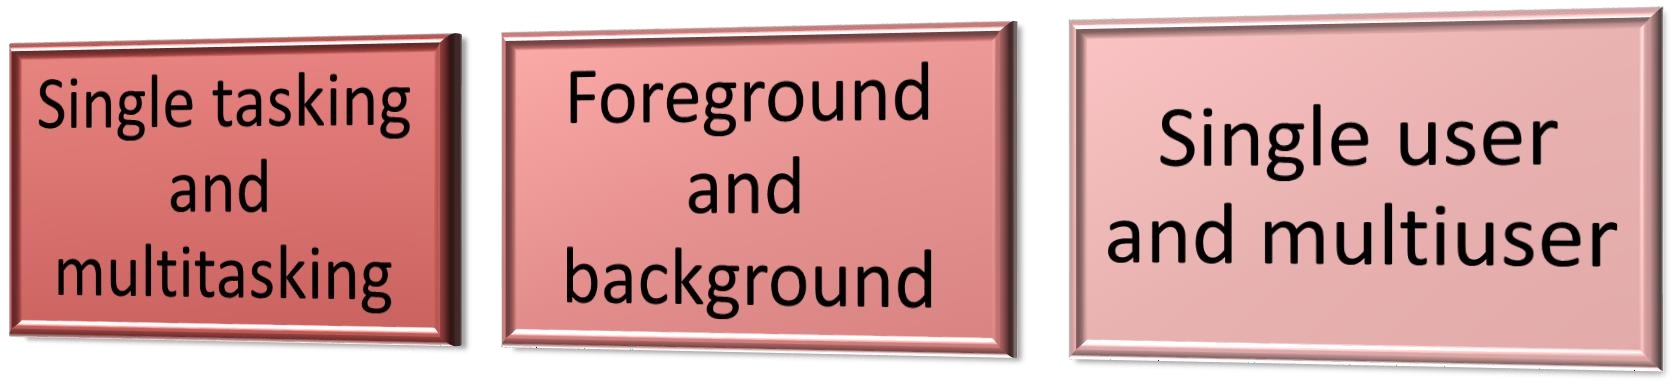 Single tasking
and
multitasking
Foreground
and
background
Single user
and multiuser